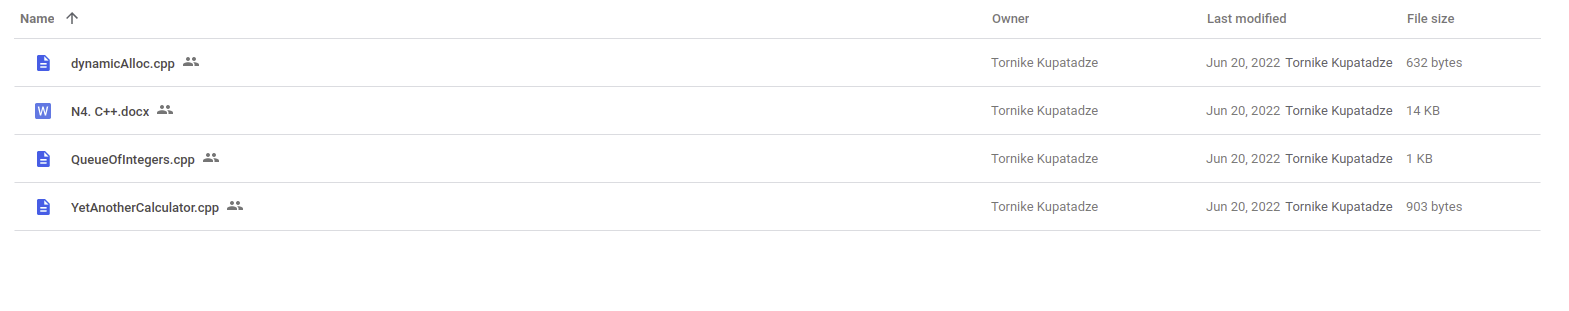 Name Owner Last modified File size
dynamicAlloc.cpp Tornike Kupatadze Jun 20, 2022 Tornike Kupatadze 632 bytes
W N4. C++.docx Tornike Kupatadze Jun 20, 2022 Tornike Kupatadze 14 KB
QueueOfIntegers.cpp Tornike Kupatadze Jun 20, 2022 Tornike Kupatadze 1 KB
YetAnotherCalculator.cpp Tornike Kupatadze Jun 20, 2022 Tornike Kupatadze 903 bytes